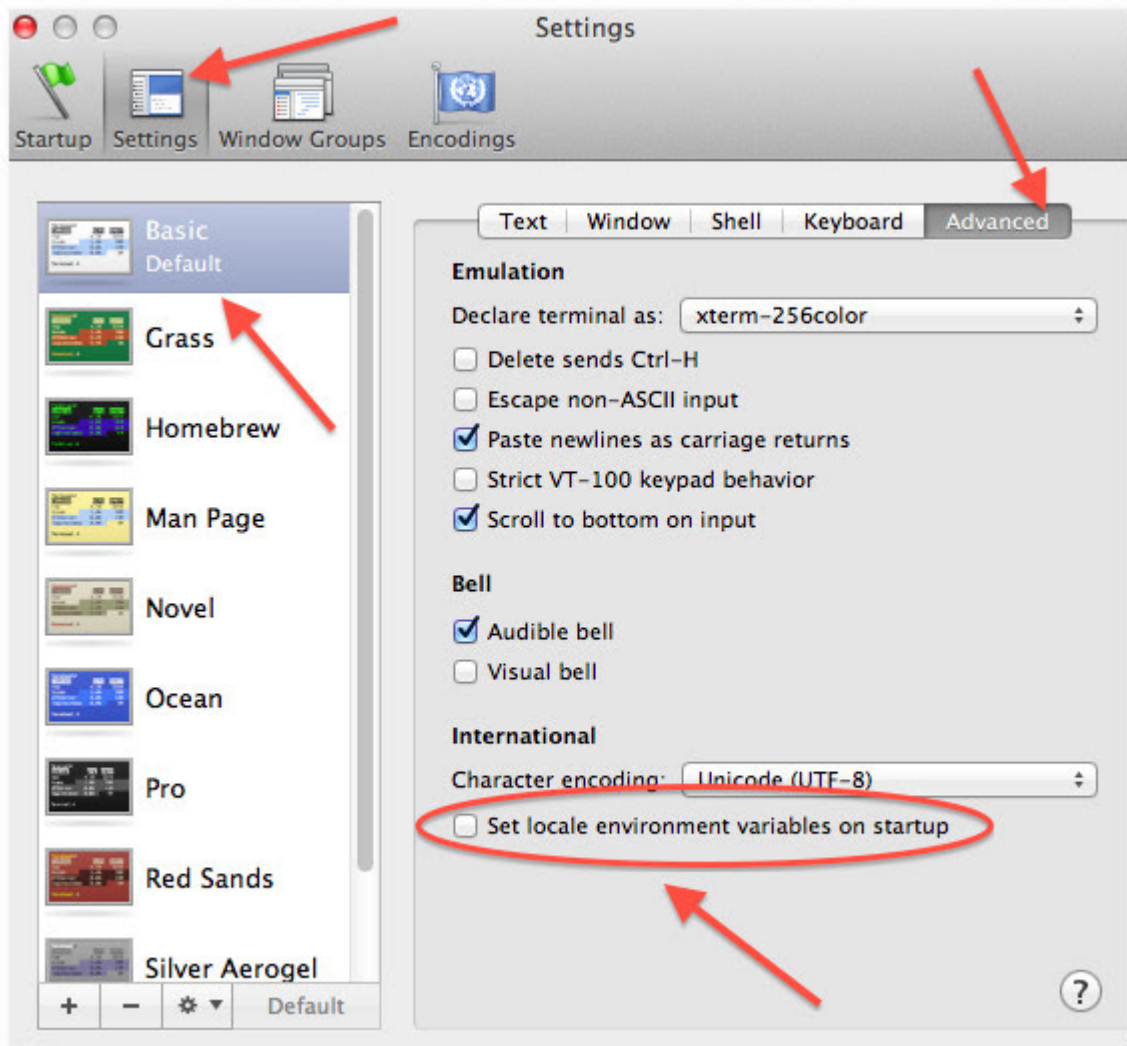 Settings
Startup Settings Window Groups Encodings
Basic
Default
Grass
Homebrew
Man Page
Novel
Ocean
Pro
Red Sands
Silver Aerogel
+ − Default
Text Window Shell Keyboard Advanced
Emulation
Declare terminal as: xterm-256color
Delete sends Ctrl-H
Escape non-ASCII input
Paste newlines as carriage returns
Strict VT-100 keypad behavior
Scroll to bottom on input
Bell
Audible bell
Visual bell
International
Character encoding: Unicode (UTF-8)
Set locale environment variables on startup
?